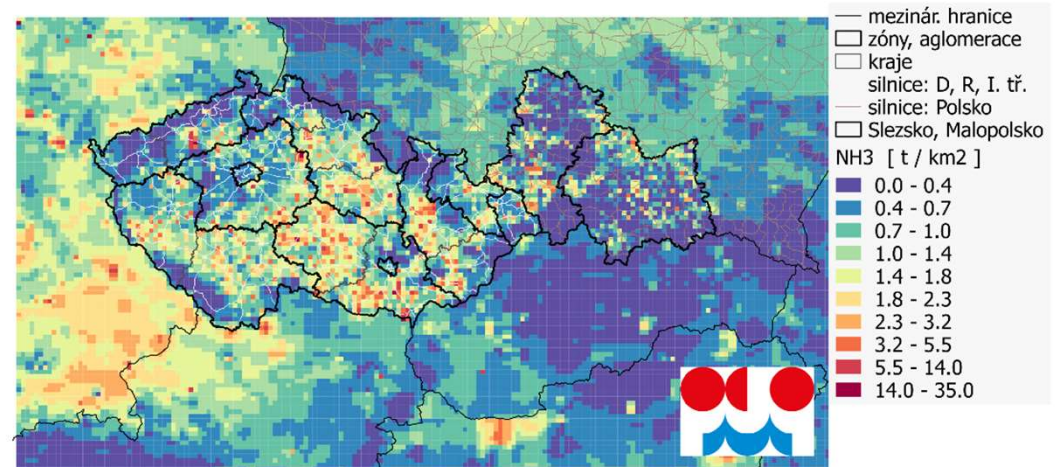 mezinár. hranice
zóny, aglomerace
kraje
silnice: D, R, I. tř.
silnice: Polsko
Slezsko, Malopolsko
NH3 [ t / km2 ]
0.0 - 0.4
0.4 - 0.7
0.7 - 1.0
1.0 - 1.4
1.4 - 1.8
1.8 - 2.3
2.3 - 3.2
3.2 - 5.5
5.5 - 14.0
14.0 - 35.0